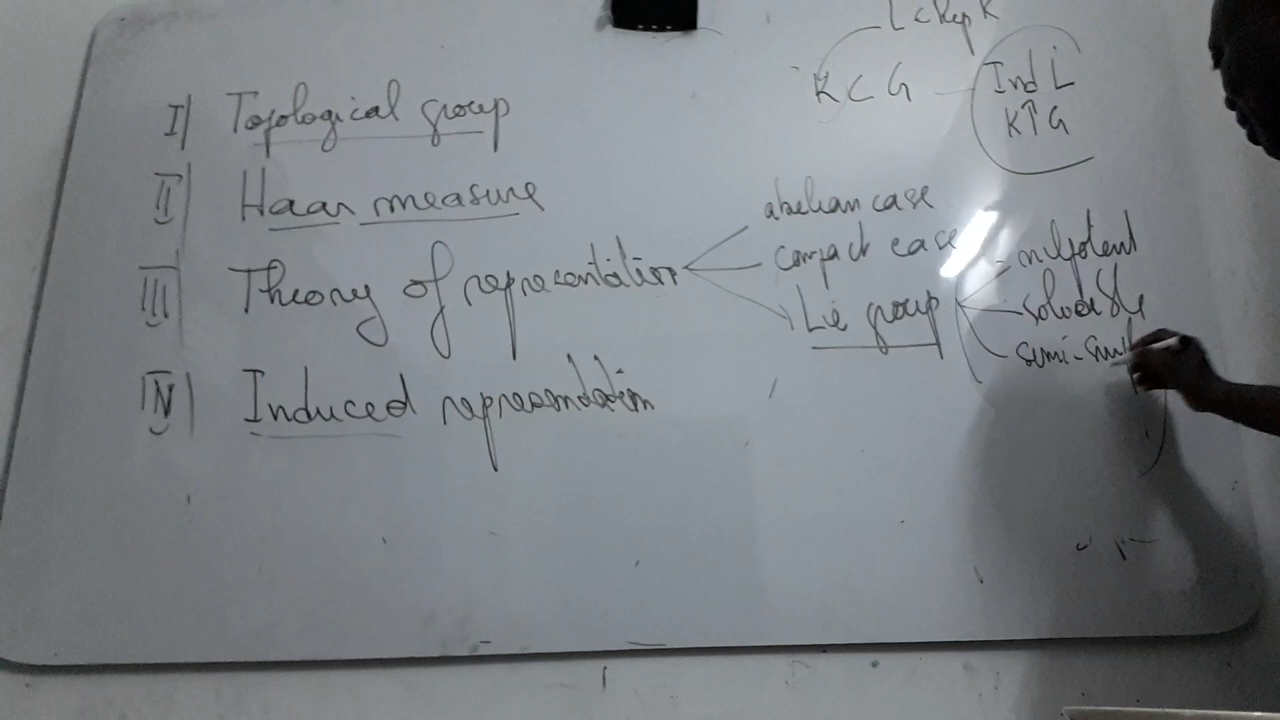 L ∈ Rep K
K ⊂ G
Ind L
K↑G
I) Topological group
II) Haar measure
III) Theory of representation
abelian case
compact case
Lie group
nilpotent
solvable
semi-
IV) Induced representation